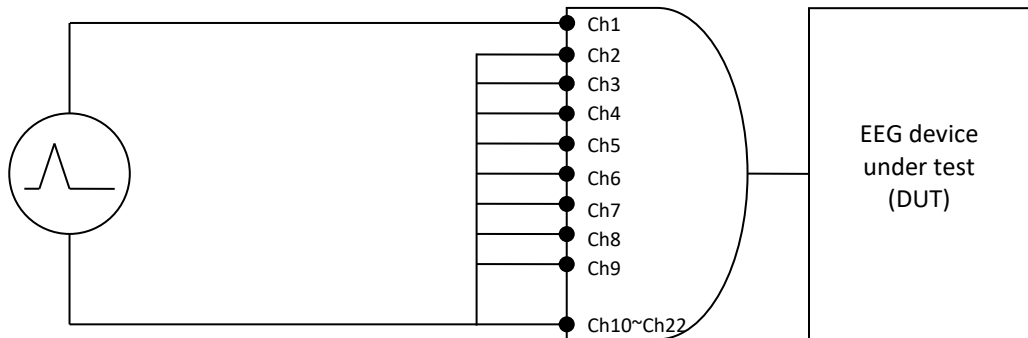 Ch1
Ch2
Ch3
Ch4
Ch5
Ch6
Ch7
Ch8
Ch9
Ch10~Ch22
EEG device
under test
(DUT)